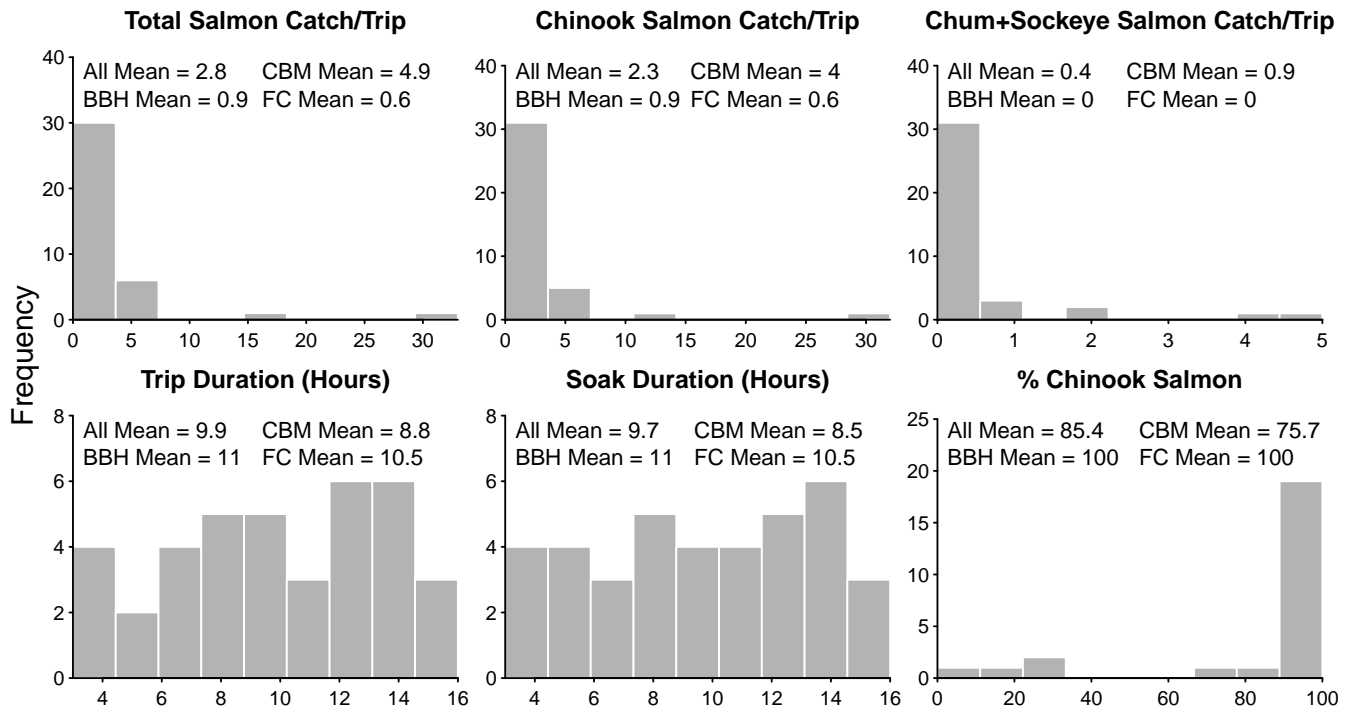 Total Salmon Catch/Trip
All Mean = 2.8 CBM Mean = 4.9
BBH Mean = 0.9 FC Mean = 0.6
40
30
20
10
0
0 5 10 15 20 25 30
Chinook Salmon Catch/Trip
All Mean = 2.3 CBM Mean = 4
BBH Mean = 0.9 FC Mean = 0.6
40
30
20
10
0
0 5 10 15 20 25 30
Chum+Sockeye Salmon Catch/Trip
All Mean = 0.4 CBM Mean = 0.9
BBH Mean = 0 FC Mean = 0
40
30
20
10
0
0 1 2 3 4 5
Frequency
Trip Duration (Hours)
All Mean = 9.9 CBM Mean = 8.8
BBH Mean = 11 FC Mean = 10.5
8
6
4
2
0
4 6 8 10 12 14 16
Soak Duration (Hours)
All Mean = 9.7 CBM Mean = 8.5
BBH Mean = 11 FC Mean = 10.5
8
6
4
2
0
4 6 8 10 12 14 16
% Chinook Salmon
All Mean = 85.4 CBM Mean = 75.7
BBH Mean = 100 FC Mean = 100
25
20
15
10
5
0
0 20 40 60 80 100